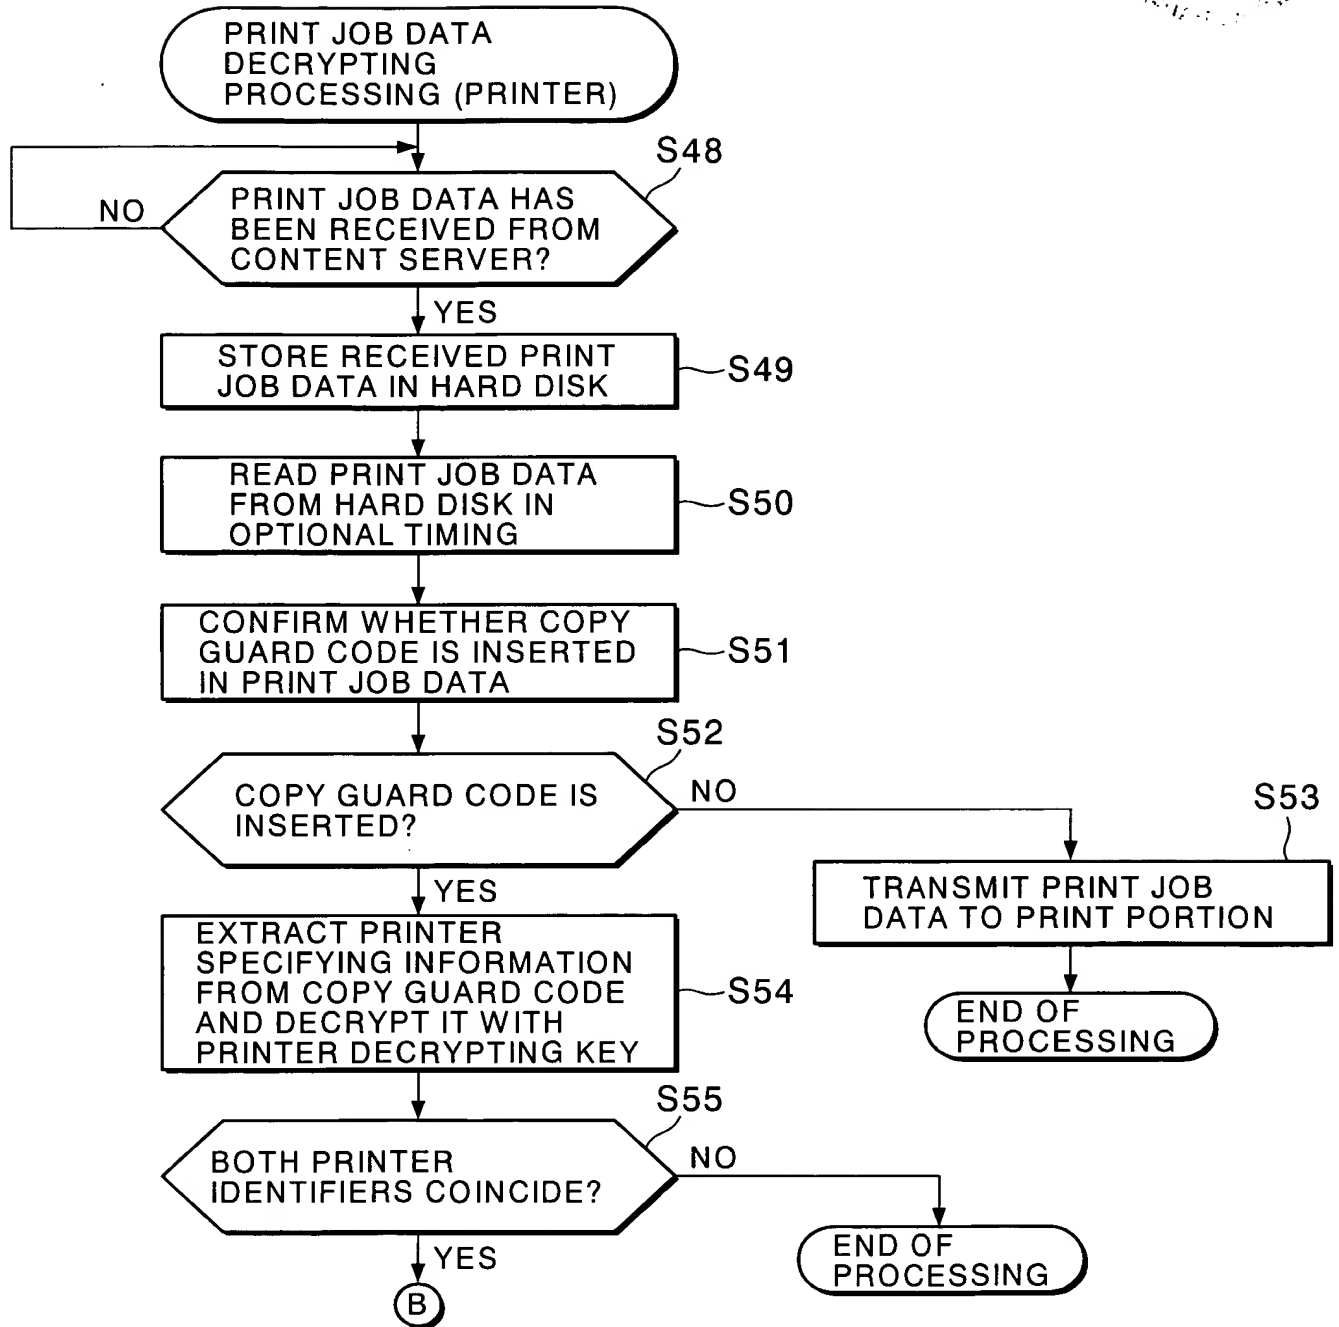 PRINT JOB DATA
DECRYPTING
PROCESSING (PRINTER)
S48
PRINT JOB DATA HAS
BEEN RECEIVED FROM
CONTENT SERVER?
NO
YES
STORE RECEIVED PRINT
JOB DATA IN HARD DISK
S49
READ PRINT JOB DATA
FROM HARD DISK IN
OPTIONAL TIMING
S50
CONFIRM WHETHER COPY
GUARD CODE IS INSERTED
IN PRINT JOB DATA
S51
S52
COPY GUARD CODE IS
INSERTED?
NO
S53
TRANSMIT PRINT JOB
DATA TO PRINT PORTION
END OF
PROCESSING
YES
EXTRACT PRINTER
SPECIFYING INFORMATION
FROM COPY GUARD CODE
AND DECRYPT IT WITH
PRINTER DECRYPTING KEY
S54
S55
BOTH PRINTER
IDENTIFIERS COINCIDE?
NO
END OF
PROCESSING
YES
B